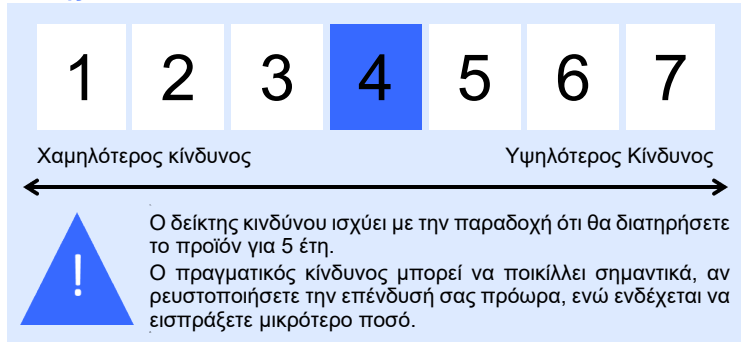 1 2 3 4 5 6 7
Χαμηλότερος κίνδυνος Υψηλότερος Κίνδυνος
Ο δείκτης κινδύνου ισχύει με την παραδοχή ότι θα διατηρήσετε
το προϊόν για 5 έτη.
!
Ο πραγματικός κίνδυνος μπορεί να ποικίλλει σημαντικά, αν
ρευστοποιήσετε την επένδυσή σας πρόωρα, ενώ ενδέχεται να
εισπράξετε μικρότερο ποσό.